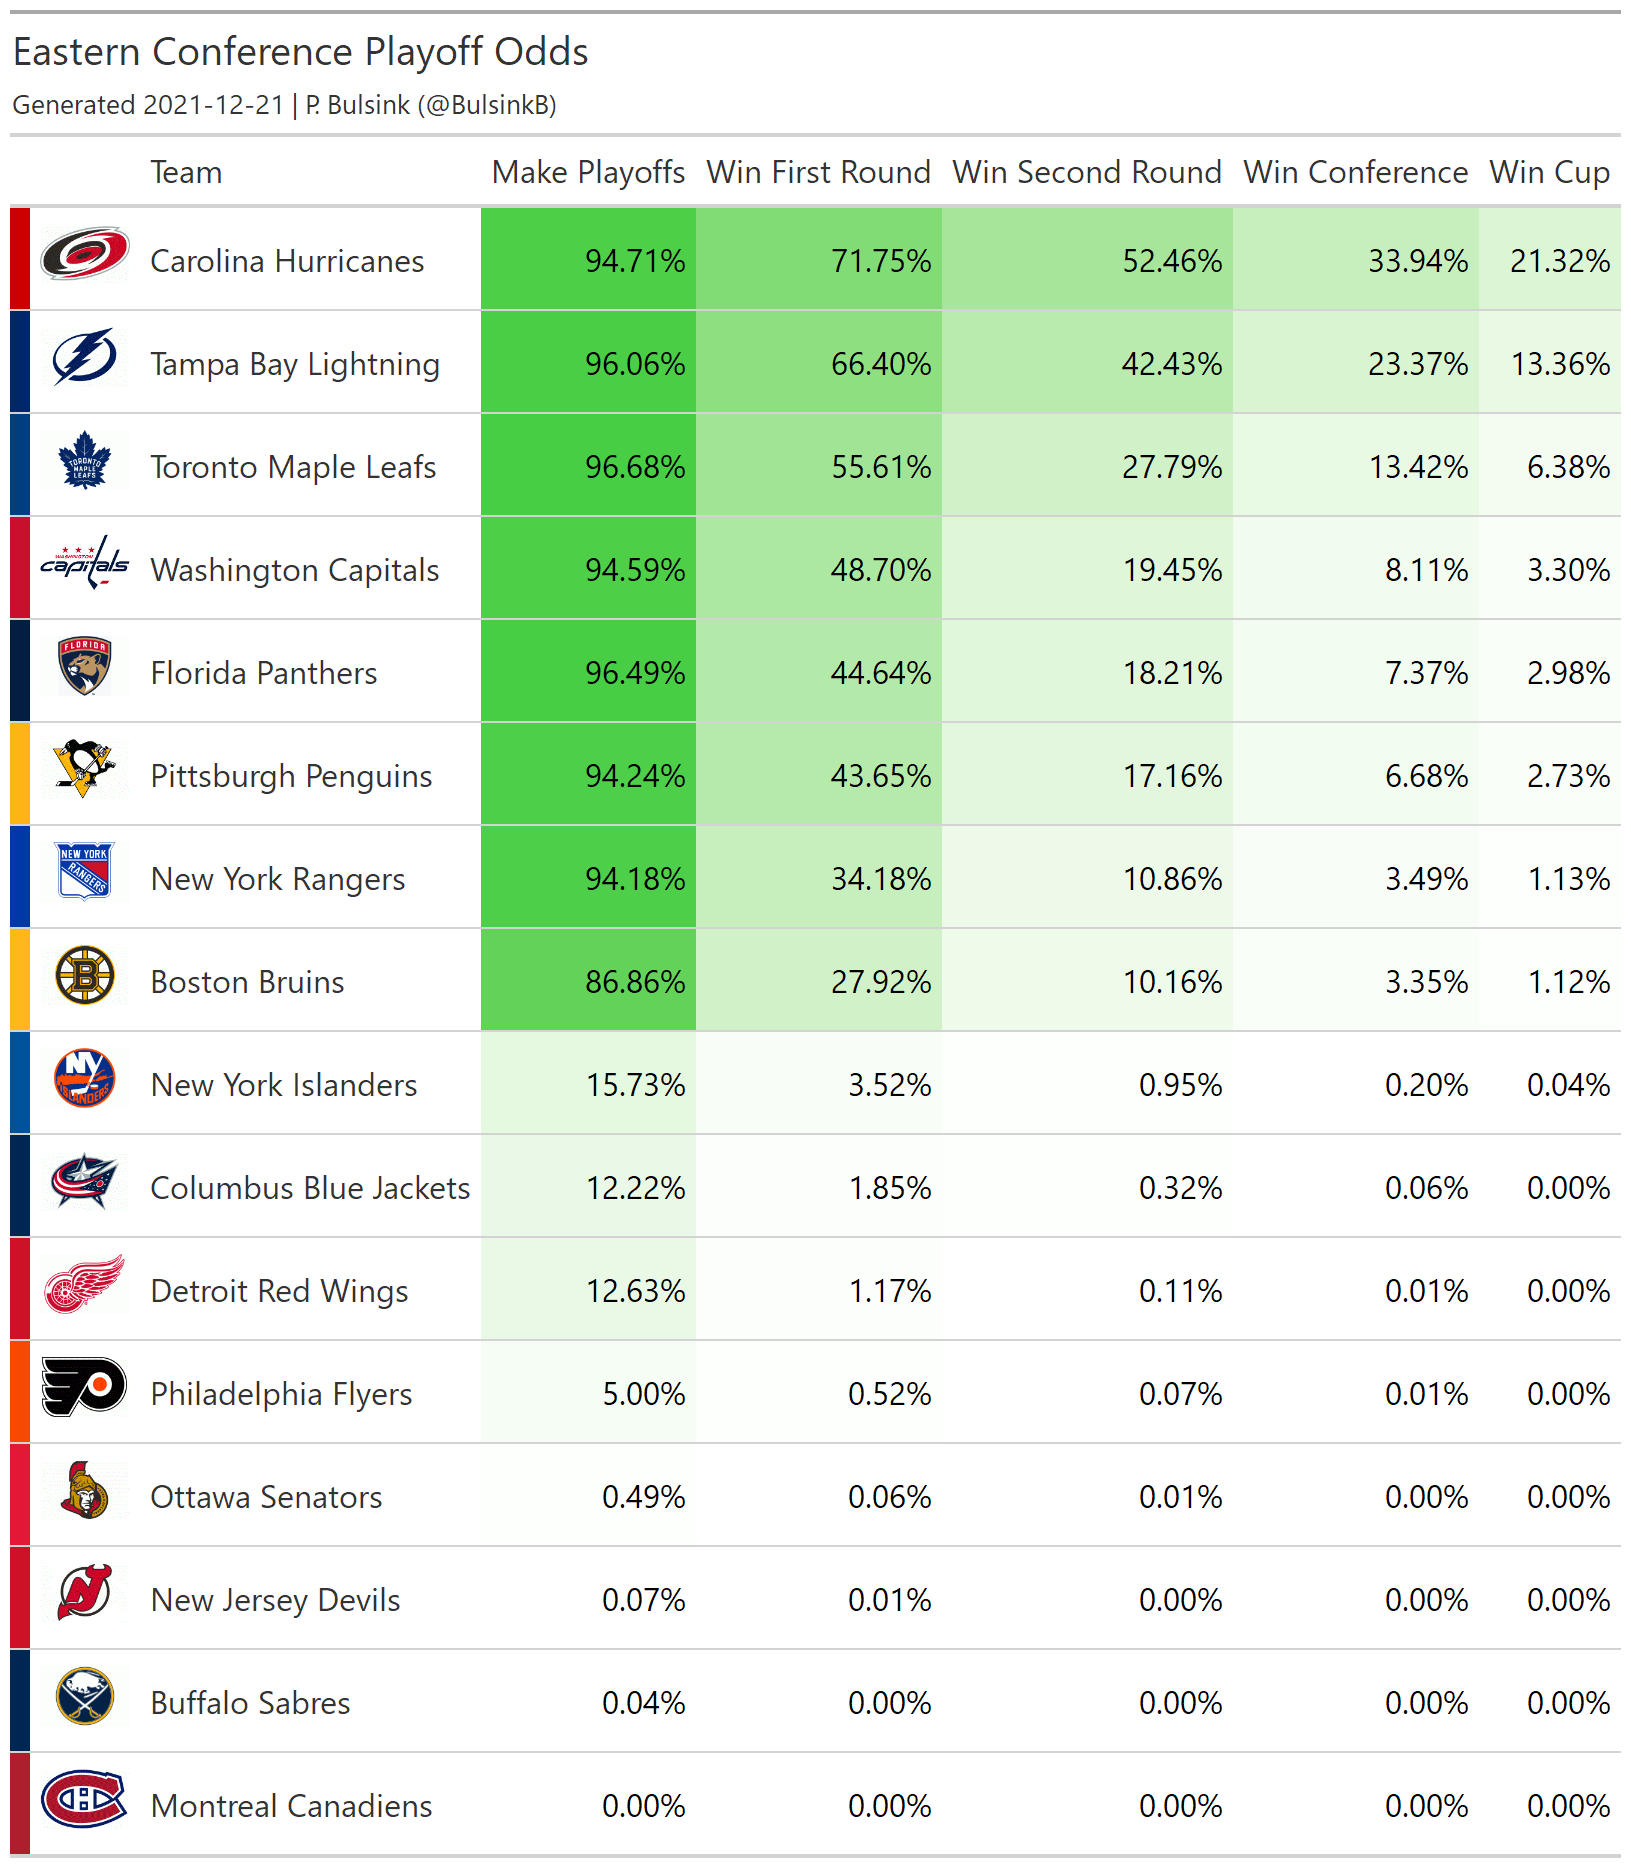 Eastern Conference Playoff Odds
Generated 2021-12-21 | P. Bulsink (@BulsinkB)
Team Make Playoffs Win First Round Win Second Round Win Conference Win Cup
Carolina Hurricanes 94.71% 71.75% 52.46% 33.94% 21.32%
Tampa Bay Lightning 96.06% 66.40% 42.43% 23.37% 13.36%
TORONTO MAPLE LEAFS Toronto Maple Leafs 96.68% 55.61% 27.79% 13.42% 6.38%
WASHINGTON capitals Washington Capitals 94.59% 48.70% 19.45% 8.11% 3.30%
FLORIDA Florida Panthers 96.49% 44.64% 18.21% 7.37% 2.98%
Pittsburgh Penguins 94.24% 43.65% 17.16% 6.68% 2.73%
NEW YORK RANGERS New York Rangers 94.18% 34.18% 10.86% 3.49% 1.13%
B Boston Bruins 86.86% 27.92% 10.16% 3.35% 1.12%
NY ISLANDERS New York Islanders 15.73% 3.52% 0.95% 0.20% 0.04%
Columbus Blue Jackets 12.22% 1.85% 0.32% 0.06% 0.00%
Detroit Red Wings 12.63% 1.17% 0.11% 0.01% 0.00%
Philadelphia Flyers 5.00% 0.52% 0.07% 0.01% 0.00%
Ottawa Senators 0.49% 0.06% 0.01% 0.00% 0.00%
New Jersey Devils 0.07% 0.01% 0.00% 0.00% 0.00%
Buffalo Sabres 0.04% 0.00% 0.00% 0.00% 0.00%
Montreal Canadiens 0.00% 0.00% 0.00% 0.00% 0.00%